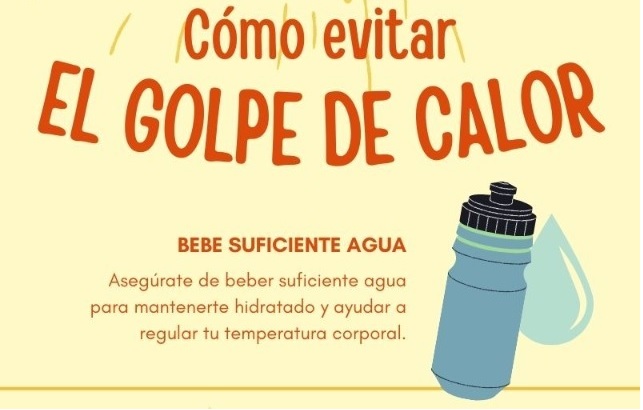 Cómo evitar
EL GOLPE DE CALOR
BEBE SUFICIENTE AGUA
Asegúrate de beber suficiente agua
para mantenerte hidratado y ayudar a
regular tu temperatura corporal.